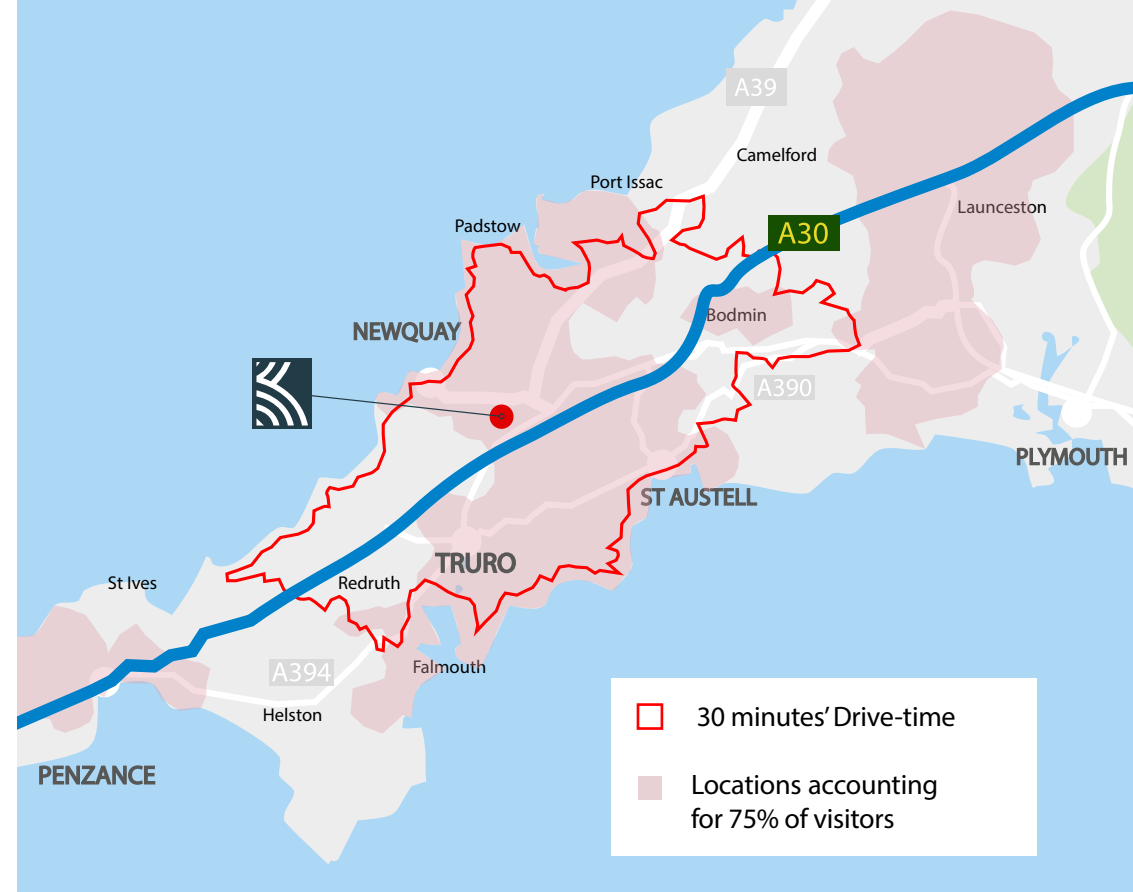 A39
Camelford
Port Issac
Launceston
Padstow
A30
Bodmin
NEWQUAY
A390
PLYMOUTH
ST AUSTELL
TRURO
St Ives
Redruth
Falmouth
A394
Helston
PENZANCE
30 minutes' Drive-time
Locations accounting
for 75% of visitors